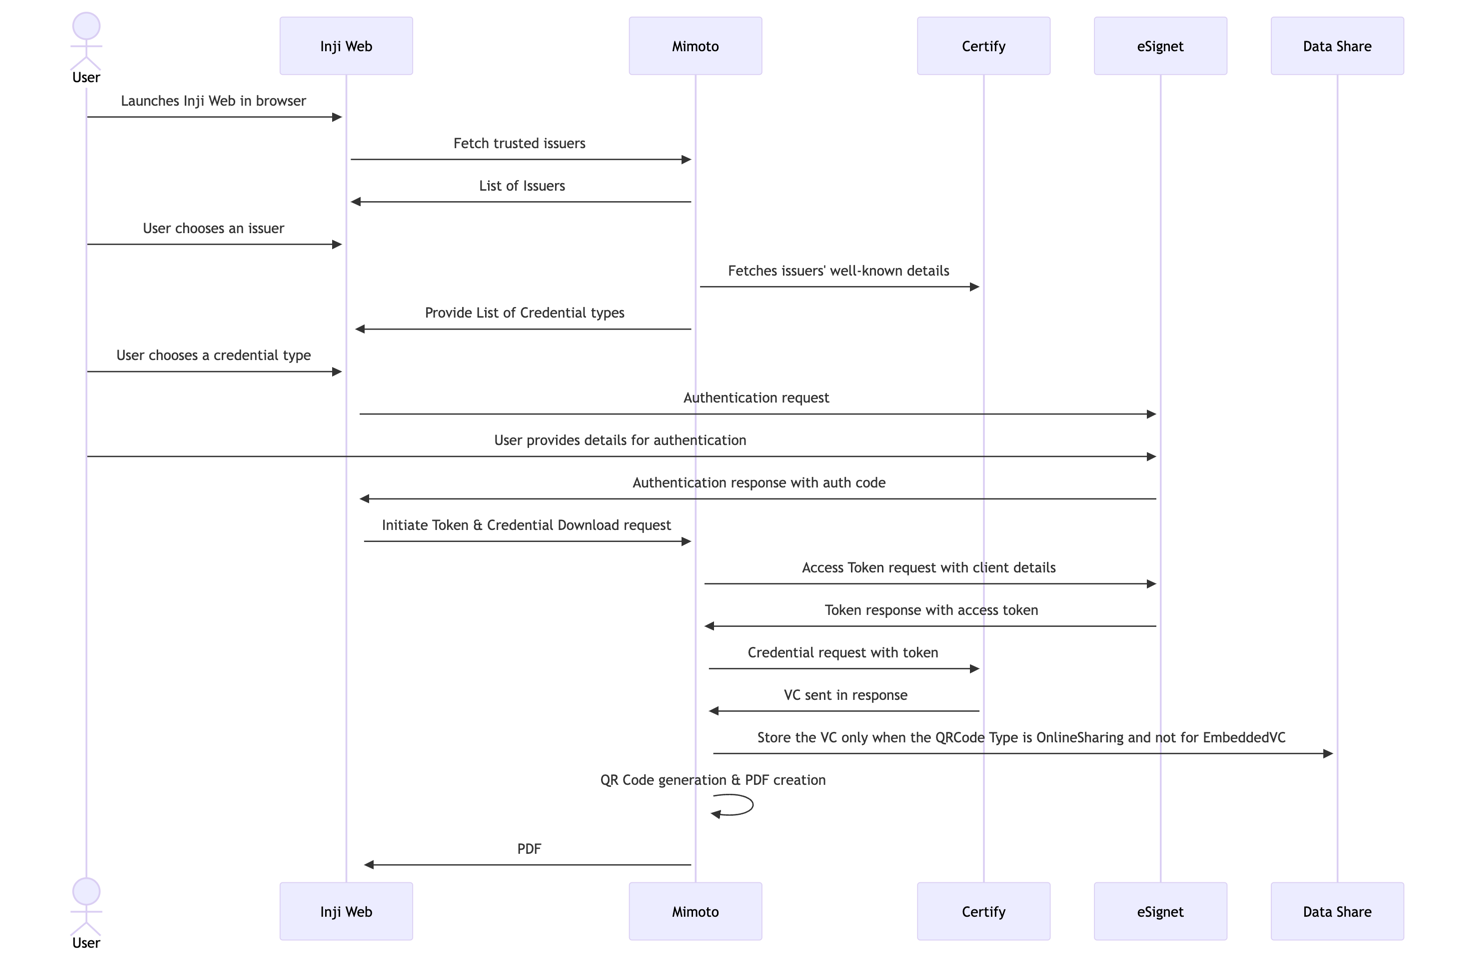 User
Inji Web
Mimoto
Certify
eSignet
Data Share
Launches Inji Web in browser
Fetch trusted issuers
List of Issuers
User chooses an issuer
Fetches issuers' well-known details
Provide List of Credential types
User chooses a credential type
Authentication request
User provides details for authentication
Authentication response with auth code
Initiate Token & Credential Download request
Access Token request with client details
Token response with access token
Credential request with token
VC sent in response
Store the VC only when the QRCode Type is OnlineSharing and not for EmbeddedVC
QR Code generation & PDF creation
PDF
User
Inji Web
Mimoto
Certify
eSignet
Data Share